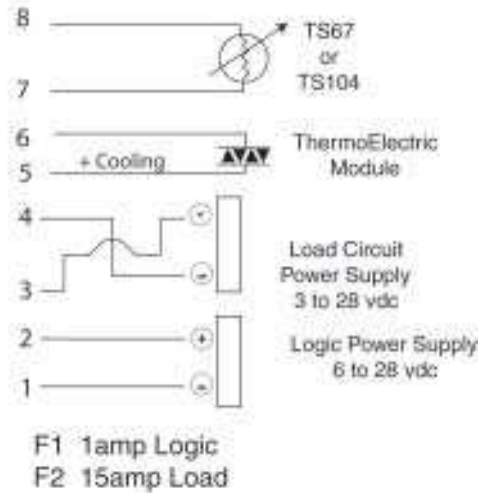 8
TS67
or
TS104
7
6
ThermoElectric
Module
+ Cooling
5
4
Load Circuit
Power Supply
3 to 28 vdc
3
2
+
Logic Power Supply
6 to 28 vdc
1
F1 1amp Logic
F2 15amp Load